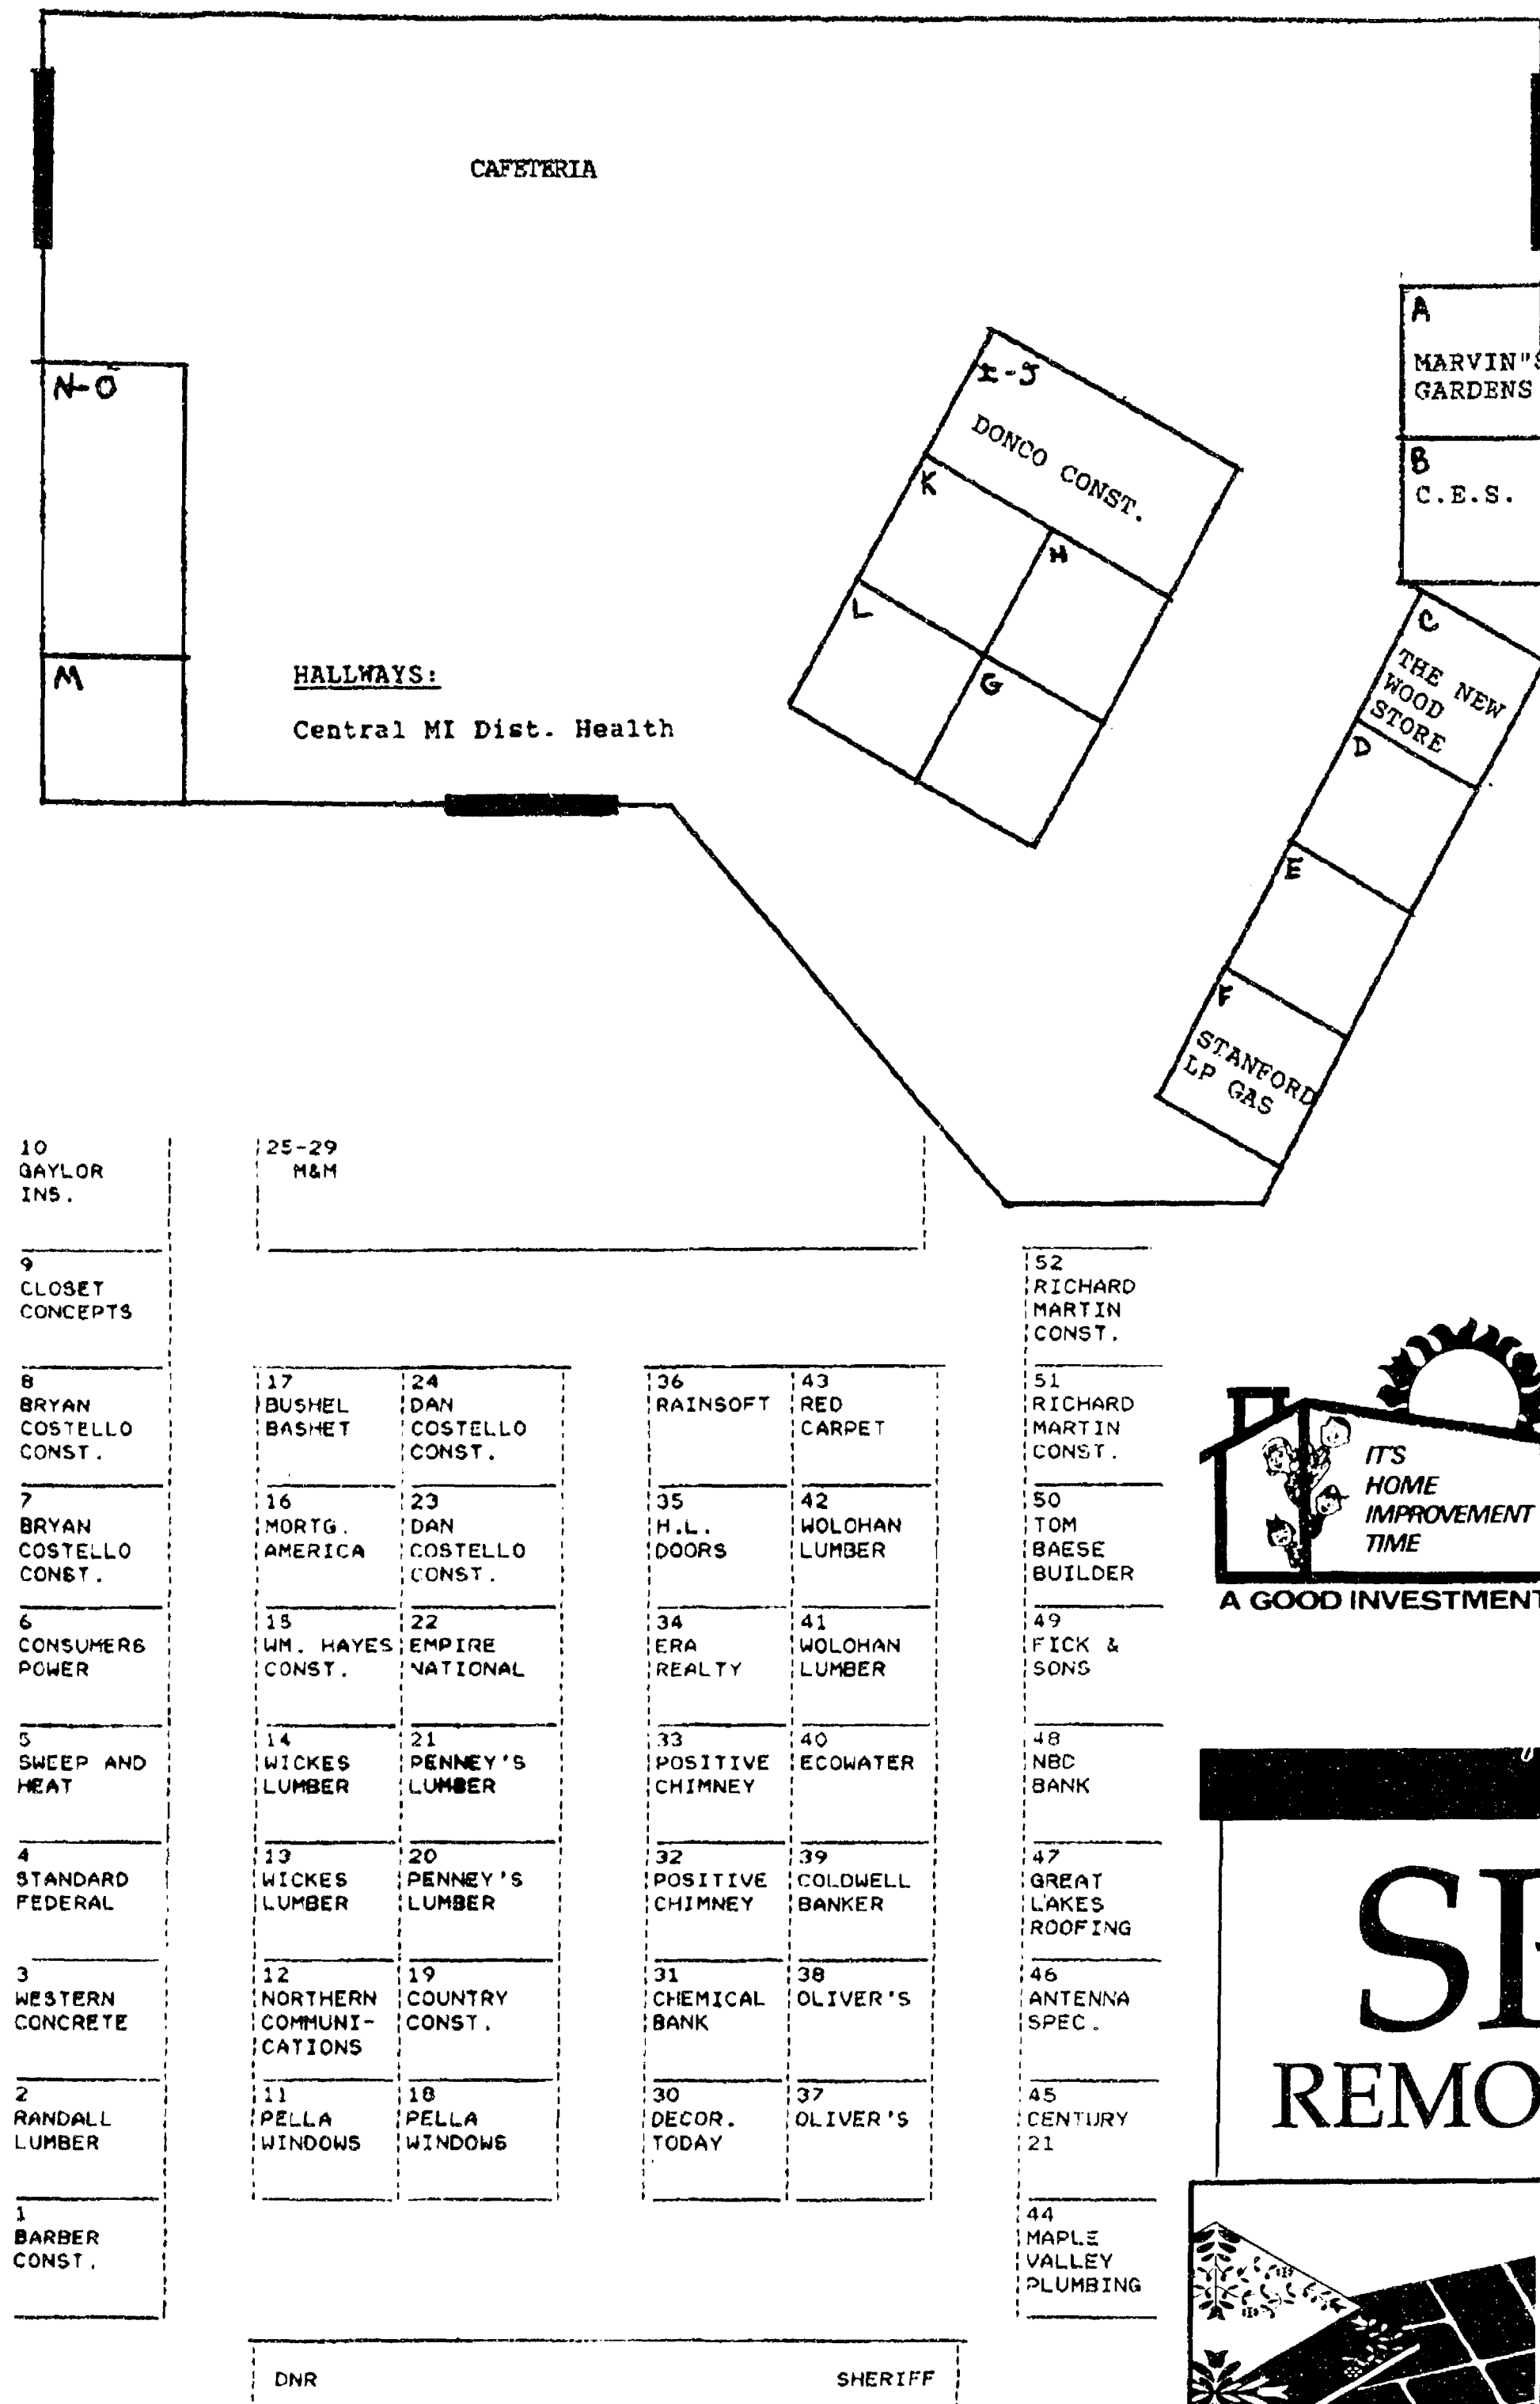 CAFETERIA
A
MARVIN"S
GARDENS
B
C.E.S.
I-J
DONCO CONST.
K
H
L
G
N-O
M
HALLWAYS:
Central MI Dist. Health
C
THE NEW
WOOD
STORE
D
E
F
STANFORD
LP GAS
10
GAYLOR
INS.
9
CLOSET
CONCEPTS
8
BRYAN
COSTELLO
CONST.
7
BRYAN
COSTELLO
CONST.
6
CONSUMERS
POWER
5
SWEEP AND
HEAT
4
STANDARD
FEDERAL
3
WESTERN
CONCRETE
2
RANDALL
LUMBER
1
BARBER
CONST.
25-29
M&M
17
BUSHEL
BASHET
16
MORTG.
AMERICA
15
WM. HAYES
CONST.
14
WICKES
LUMBER
13
WICKES
LUMBER
12
NORTHERN
COMMUNI-
CATIONS
11
PELLA
WINDOWS
24
DAN
COSTELLO
CONST.
23
DAN
COSTELLO
CONST.
22
EMPIRE
NATIONAL
21
PENNEY'S
LUMBER
20
PENNEY'S
LUMBER
19
COUNTRY
CONST.
18
PELLA
WINDOWS
36
RAINSOFT
35
H.L.
DOORS
34
ERA
REALTY
33
POSITIVE
CHIMNEY
32
POSITIVE
CHIMNEY
31
CHEMICAL
BANK
30
DECOR.
TODAY
43
RED
CARPET
42
WOLOHAN
LUMBER
41
WOLOHAN
LUMBER
40
ECOWATER
39
COLDWELL
BANKER
38
OLIVER'S
37
OLIVER'S
52
RICHARD
MARTIN
CONST.
51
RICHARD
MARTIN
CONST.
50
TOM
BAESE
BUILDER
49
FICK &
SONS
48
NBD
BANK
47
GREAT
LAKES
ROOFING
46
ANTENNA
SPEC.
45
CENTURY
21
44
MAPLE
VALLEY
PLUMBING
DNR SHERIFF
IT'S
HOME
IMPROVEMENT
TIME
A GOOD INVESTMENT
REMO